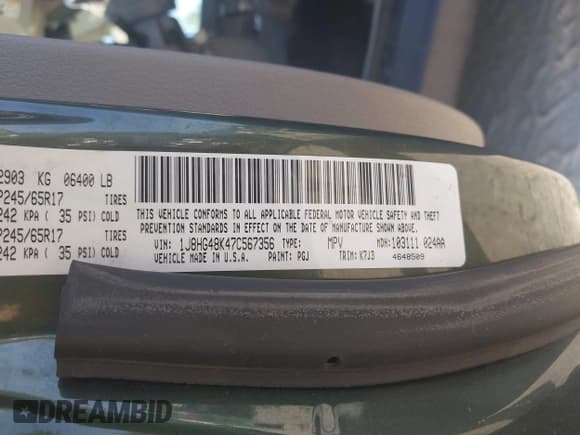 2903 KG 06400 LB
P245/65R17 TIRES
242 KPA ( 35 PSI) COLD
P245/65R17 TIRES
242 KPA ( 35 PSI) COLD
THIS VEHICLE CONFORMS TO ALL APPLICABLE FEDERAL MOTOR VEHICLE SAFETY AND THEFT
PREVENTION STANDARDS IN EFFECT ON THE DATE OF MANUFACTURE SHOWN ABOVE.
VIN: 1J8HG48K47C567356 TYPE: MPV MDH: 103111 024AA
VEHICLE MADE IN U.S.A. PAINT: PGJ TRIM: K7J3 4648509
DREAMBID